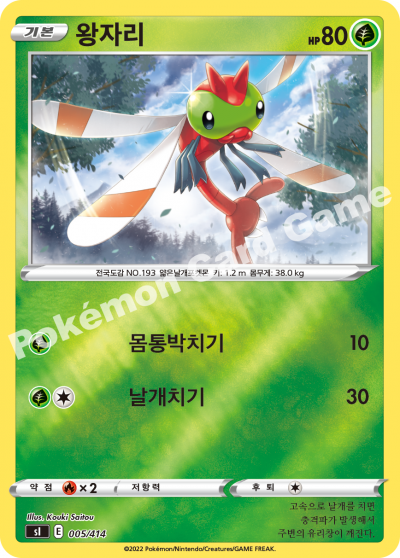 기본 왕자리 HP 80
전국도감 NO.193 얇은날개포켓몬 키: 1.2 m 몸무게: 38.0 kg
몸통박치기 10
날개치기 30
약점 ×2 저항력 후퇴
Illus. Kouki Saitou
sI E 005/414
고속으로 날개를 치면
충격파가 발생해서
주변의 유리창이 깨진다.
©2022 Pokémon/Nintendo/Creatures/GAME FREAK.
Pokémon Card Game